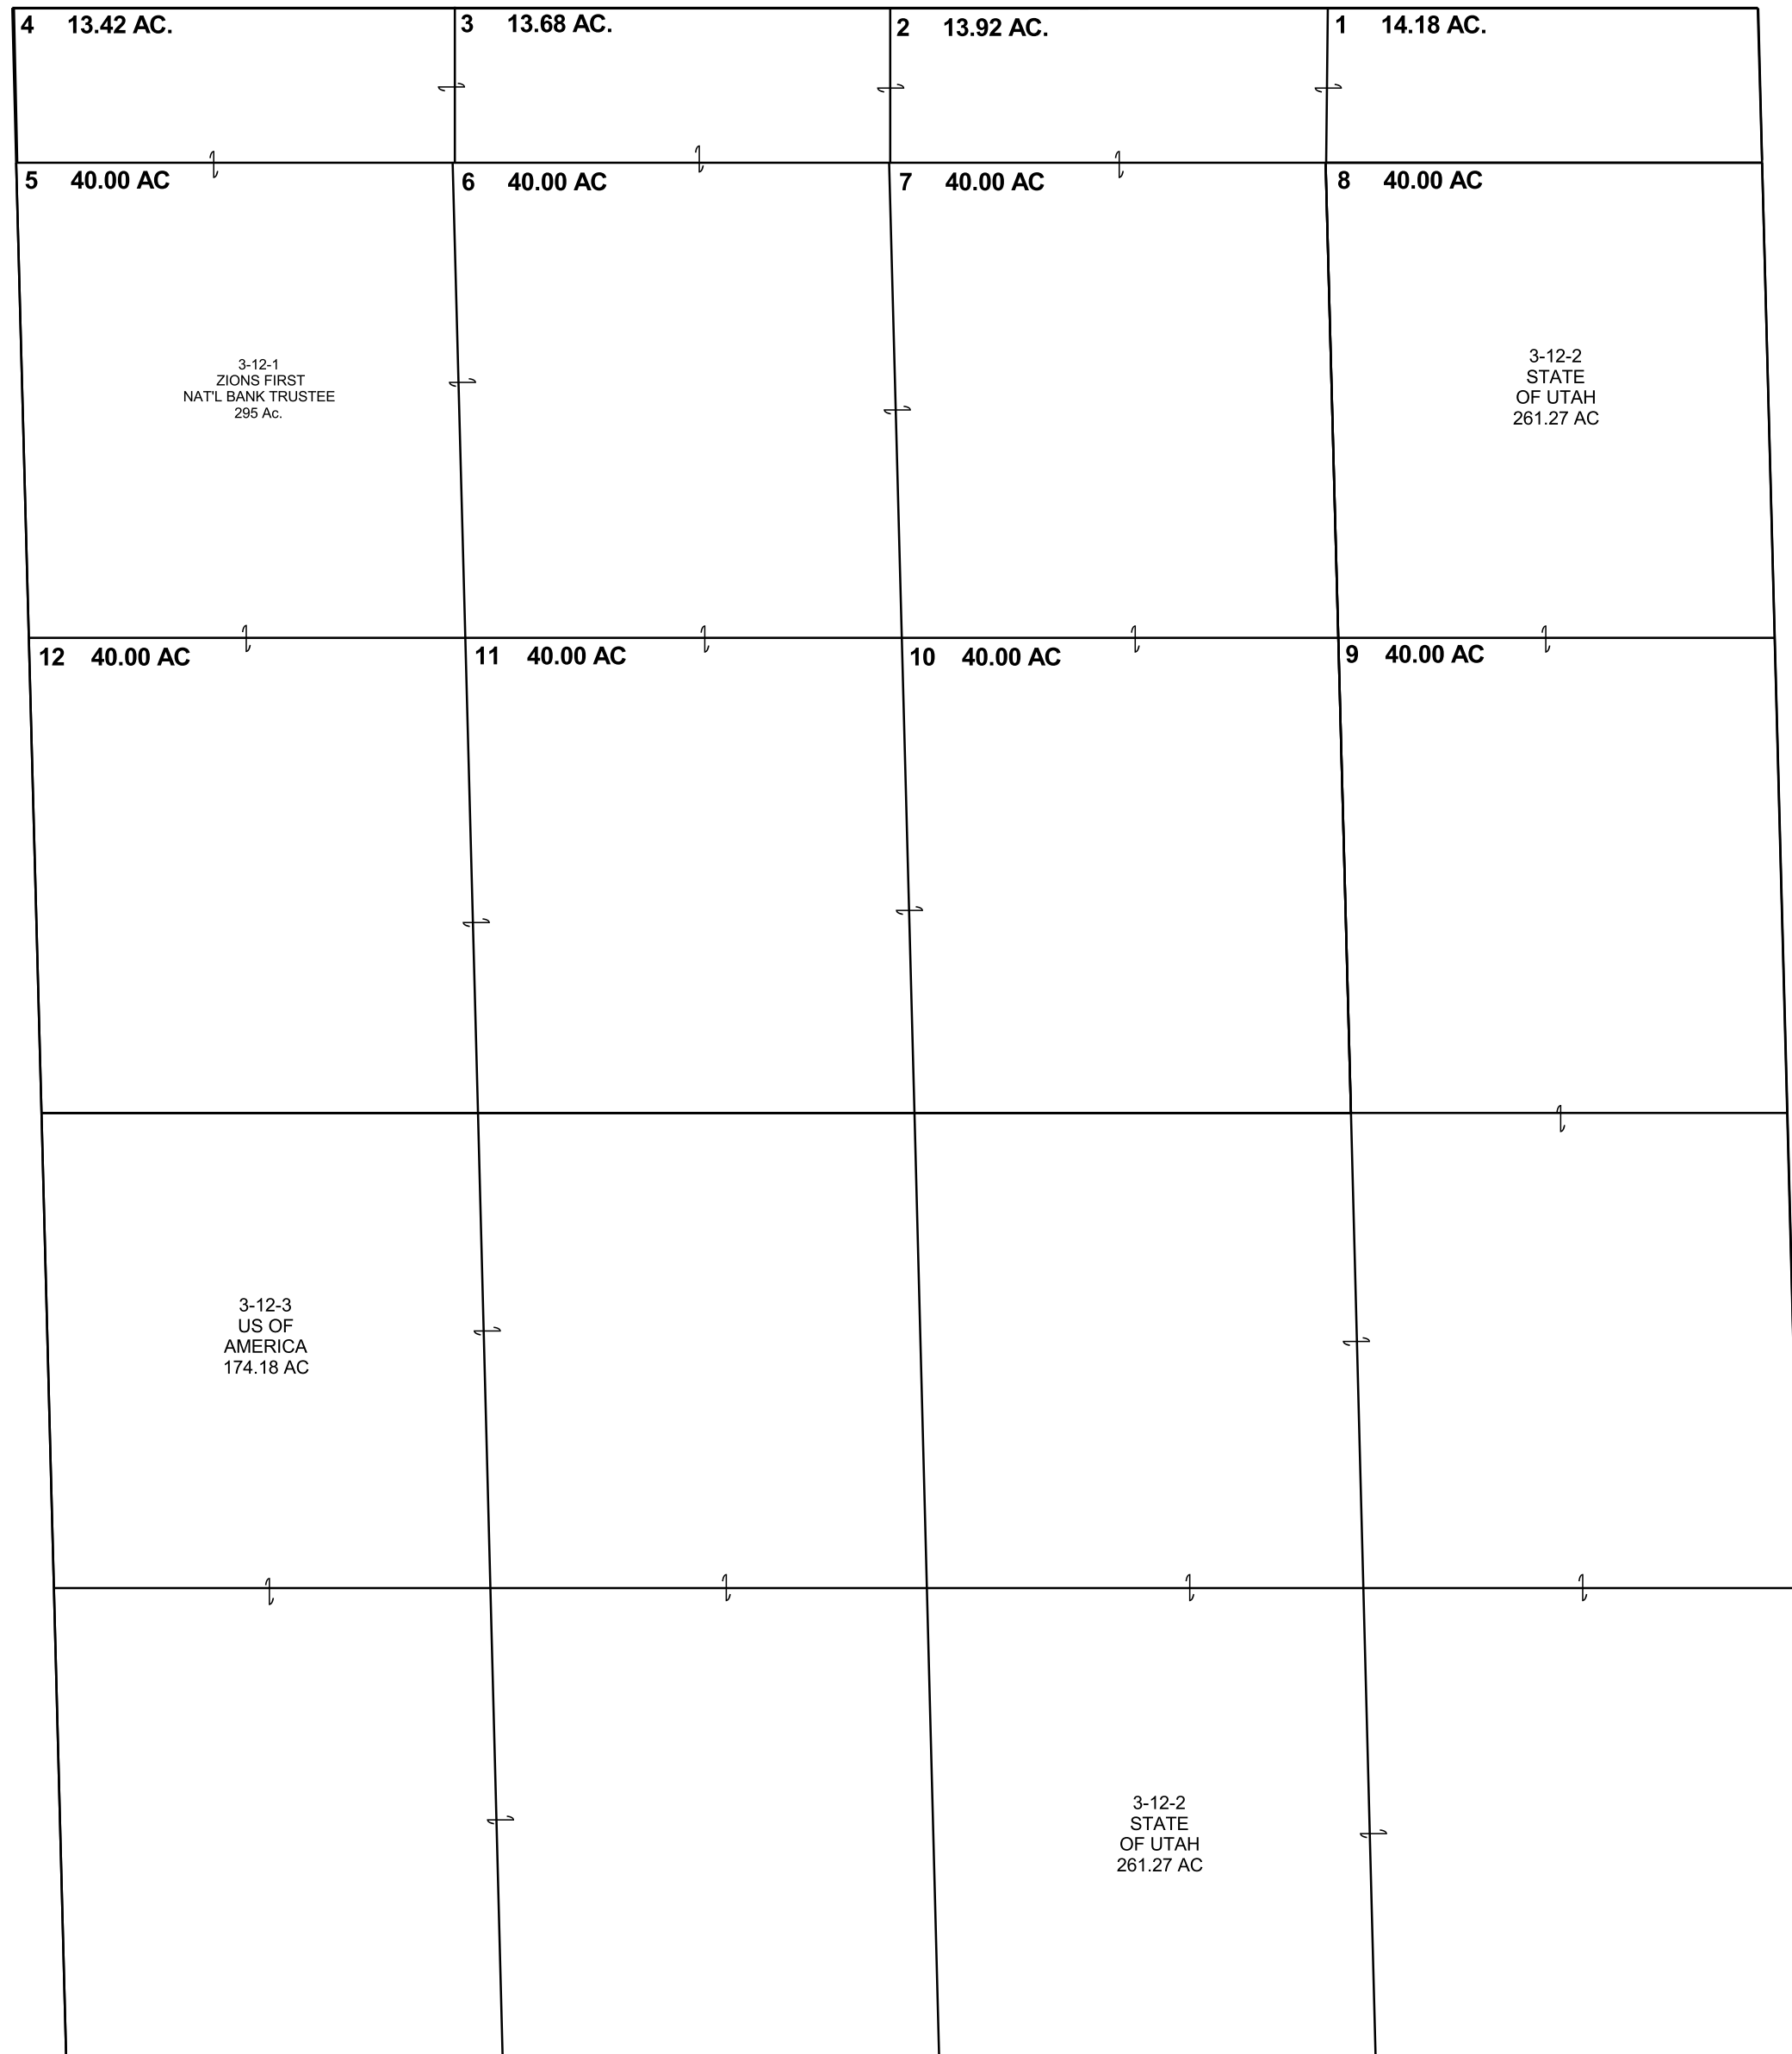 4 13.42 AC.
3 13.68 AC.
2 13.92 AC.
1 14.18 AC.
5 40.00 AC
6 40.00 AC
7 40.00 AC
8 40.00 AC
3-12-1
ZIONS FIRST
NAT'L BANK TRUSTEE
295 Ac.
3-12-2
STATE
OF UTAH
261.27 AC
12 40.00 AC
11 40.00 AC
10 40.00 AC
9 40.00 AC
3-12-3
US OF
AMERICA
174.18 AC
3-12-2
STATE
OF UTAH
261.27 AC